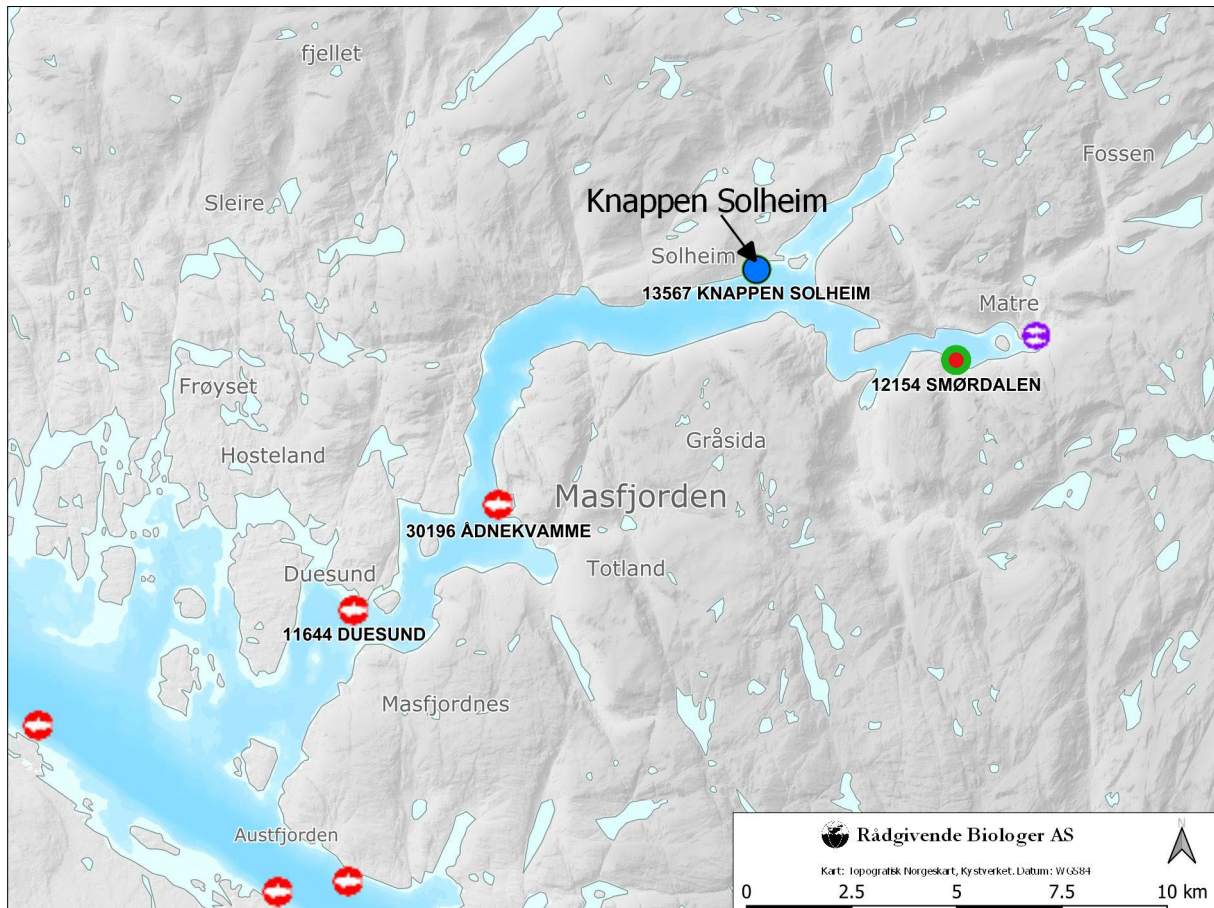 fjellet
Fossen
Sleire
Knappen Solheim
Solheim
13567 KNAPPEN SOLHEIM
Matre
12154 SMØRDALEN
Frøyset
Gråsida
Hosteland
Masfjorden
30196 ÅDNEKVAMME
Duesund
Totland
11644 DUESUND
Masfjordnes
Austfjorden
N
Rådgivende Biologer AS
Kart: Topografisk Norgeskart, Kystverket. Datum: WGS84
0 2.5 5 7.5 10 km